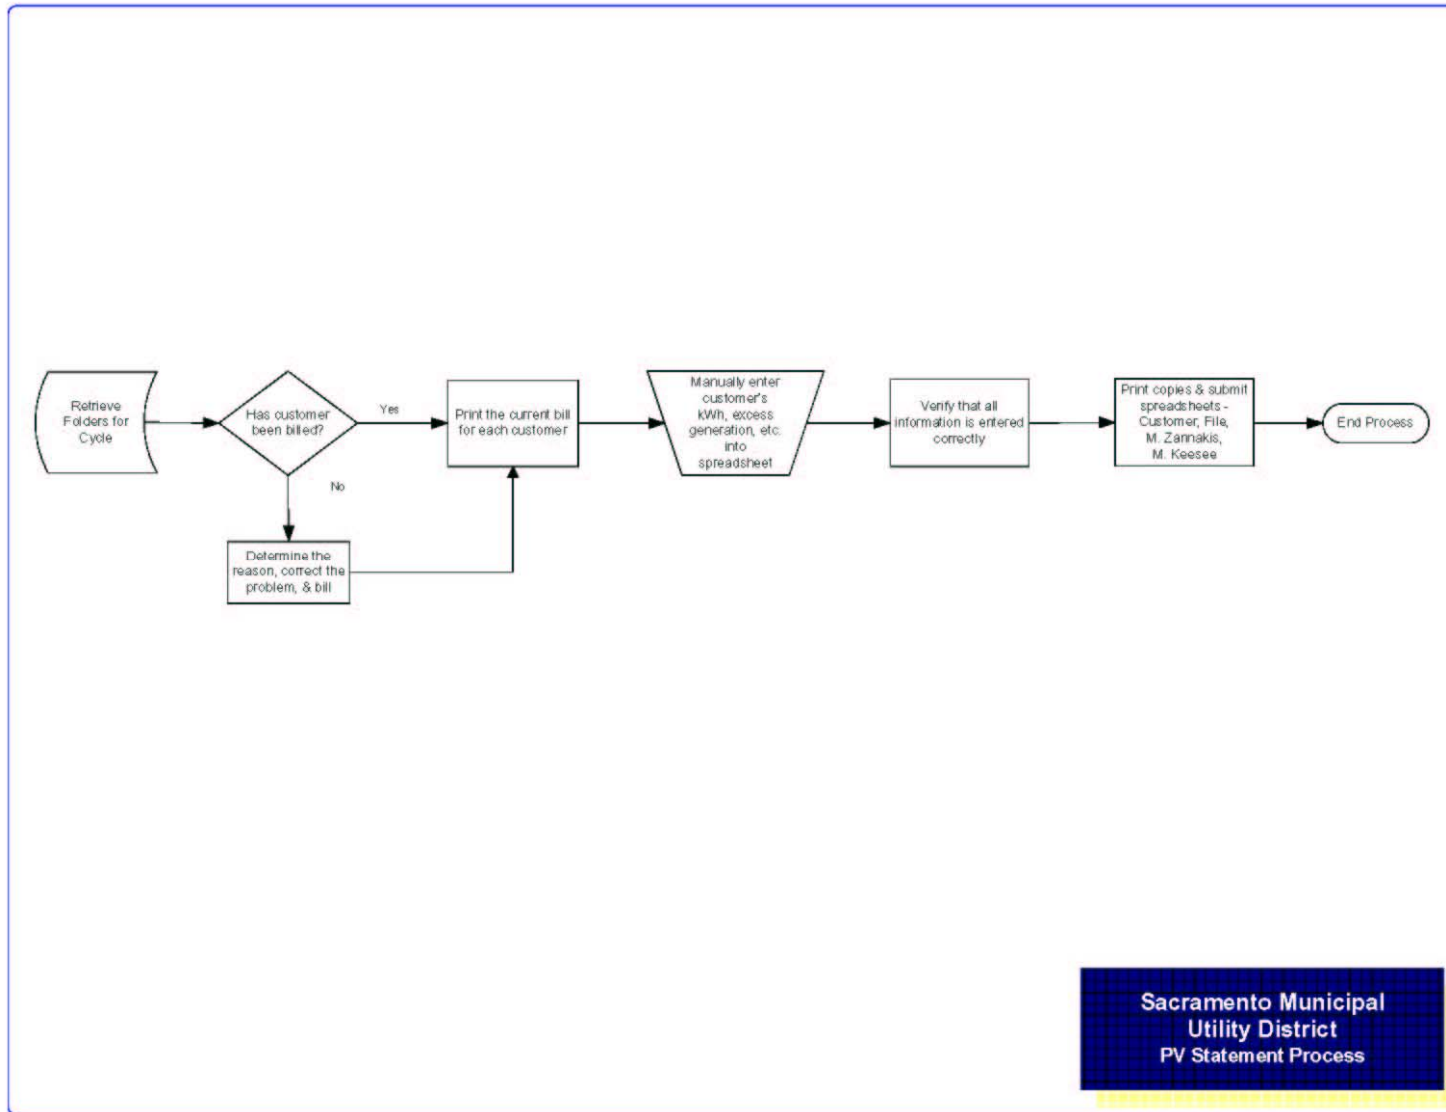 Retrieve
Folders for
Cycle
Has customer
been billed?
Yes
No
Determine the
reason, correct the
problem, & bill
Print the current bill
for each customer
Manually enter
customer's
kWh, excess
generation, etc.
into
spreadsheet
Verify that all
information is entered
correctly
Print copies & submit
spreadsheets -
Customer, File,
M. Zannakis,
M. Keesee
End Process
Sacramento Municipal
Utility District
PV Statement Process